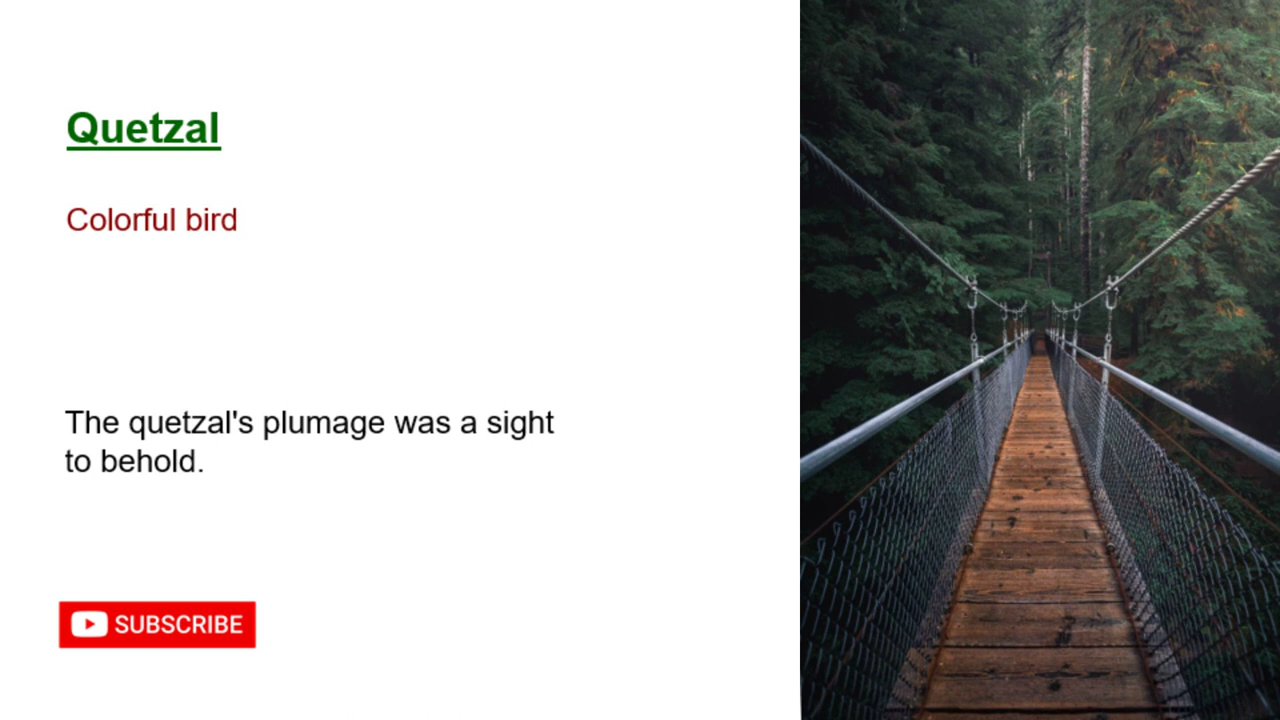 Quetzal
Colorful bird
The quetzal's plumage was a sight
to behold.
SUBSCRIBE